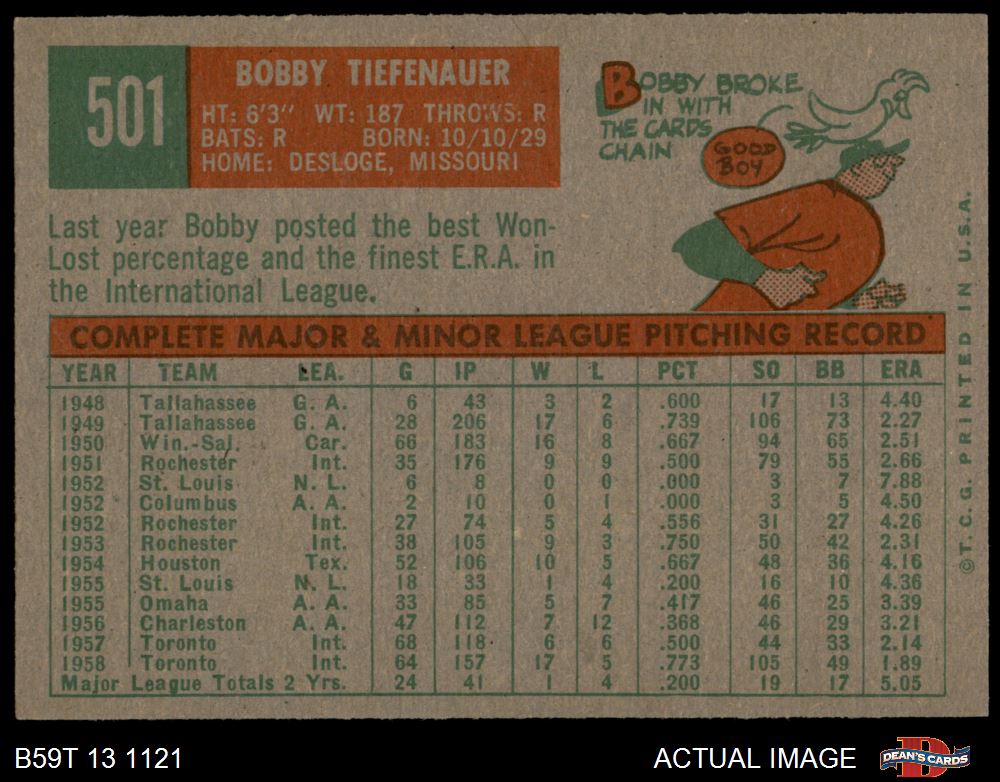 501
BOBBY TIEFENAUER
HT: 6'3" WT: 187 THROWS: R
BATS: R BORN: 10/10/29
HOME: DESLOGE, MISSOURI
BOBBY BROKE
IN WITH
THE CARDS
CHAIN
GOOD
BOY
Last year Bobby posted the best Won-
Lost percentage and the finest E.R.A. in
the International League.
COMPLETE MAJOR & MINOR LEAGUE PITCHING RECORD
YEAR TEAM LEA. G IP W L PCT SO BB ERA
1948 Tallahassee G. A. 6 43 3 2 .600 17 13 4.40
1949 Tallahassee G. A. 28 206 17 6 .739 106 73 2.27
1950 Win.-Sal. Car. 66 183 16 8 .667 94 65 2.51
1951 Rochester Int. 35 176 9 9 .500 79 55 2.66
1952 St. Louis N. L. 6 8 0 0 .000 3 7 7.88
1952 Columbus A. A. 2 10 0 1 .000 3 5 4.50
1952 Rochester Int. 27 74 5 4 .556 31 27 4.26
1953 Rochester Int. 38 105 9 3 .750 50 42 2.31
1954 Houston Tex. 52 106 10 5 .667 48 36 4.16
1955 St. Louis N. L. 18 33 1 4 .200 16 10 4.36
1955 Omaha A. A. 33 85 5 7 .417 46 25 3.39
1956 Charleston A. A. 47 112 7 12 .368 46 29 3.21
1957 Toronto Int. 68 118 6 6 .500 44 33 2.14
1958 Toronto Int. 64 157 17 5 .773 105 49 1.89
Major League Totals 2 Yrs. 24 41 1 4 .200 19 17 5.05
©T. C. G. PRINTED IN U.S.A.
B59T 13 1121
ACTUAL IMAGE
DEAN'S CARDS